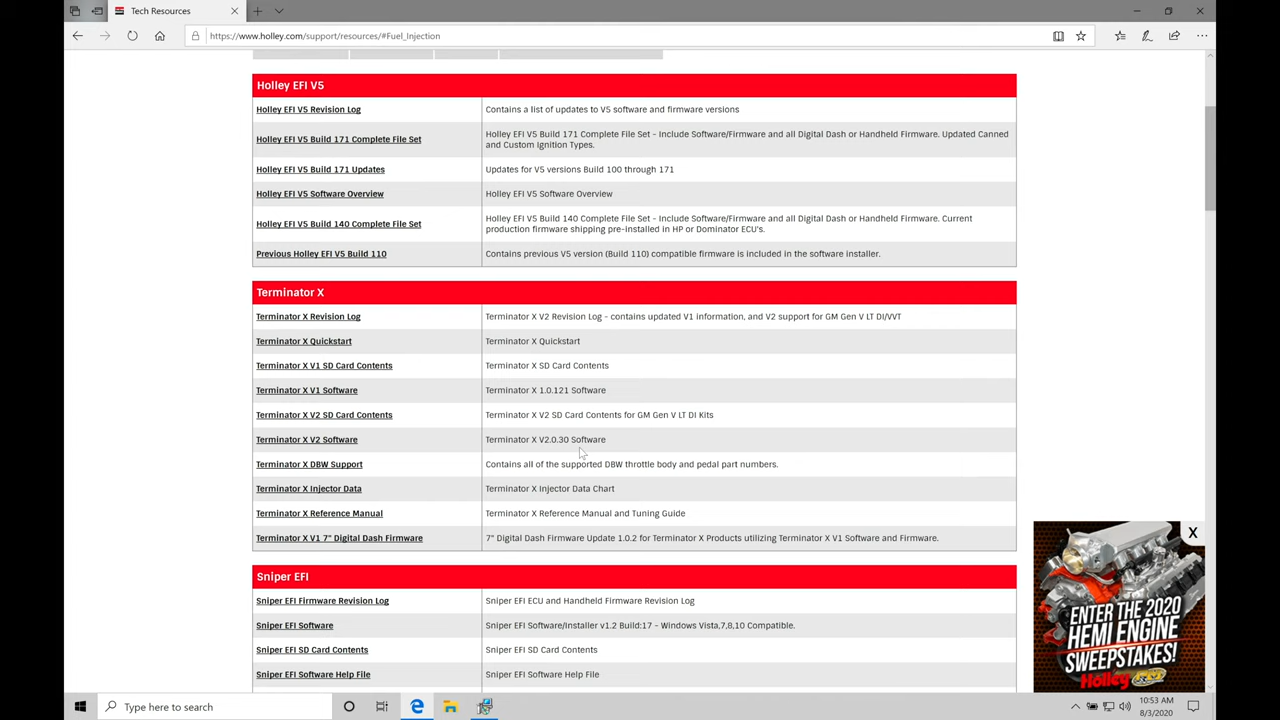 Tech Resources
https://www.holley.com/support/resources/#Fuel_Injection
Holley EFI V5
Holley EFI V5 Revision Log Contains a list of updates to V5 software and firmware versions
Holley EFI V5 Build 171 Complete File Set Holley EFI V5 Build 171 Complete File Set - Include Software/Firmware and all Digital Dash or Handheld Firmware. Updated Canned
and Custom Ignition Types.
Holley EFI V5 Build 171 Updates Updates for V5 versions Build 100 through 171
Holley EFI V5 Software Overview Holley EFI V5 Software Overview
Holley EFI V5 Build 140 Complete File Set Holley EFI V5 Build 140 Complete File Set - Include Software/Firmware and all Digital Dash or Handheld Firmware. Current
production firmware shipping pre-installed in HP or Dominator ECU's.
Previous Holley EFI V5 Build 110 Contains previous V5 version (Build 110) compatible firmware is included in the software installer.
Terminator X
Terminator X Revision Log Terminator X V2 Revision Log - contains updated V1 information, and V2 support for GM Gen V LT DI/VVT
Terminator X Quickstart Terminator X Quickstart
Terminator X V1 SD Card Contents Terminator X SD Card Contents
Terminator X V1 Software Terminator X 1.0.121 Software
Terminator X V2 SD Card Contents Terminator X V2 SD Card Contents for GM Gen V LT DI Kits
Terminator X V2 Software Terminator X V2.0.30 Software
Terminator X DBW Support Contains all of the supported DBW throttle body and pedal part numbers.
Terminator X Injector Data Terminator X Injector Data Chart
Terminator X Reference Manual Terminator X Reference Manual and Tuning Guide
Terminator X V1 7" Digital Dash Firmware 7" Digital Dash Firmware Update 1.0.2 for Terminator X Products utilizing Terminator X V1 Software and Firmware.
Sniper EFI
Sniper EFI Firmware Revision Log Sniper EFI ECU and Handheld Firmware Revision Log
Sniper EFI Software Sniper EFI Software/Installer v1.2 Build:17 - Windows Vista,7,8,10 Compatible.
Sniper EFI SD Card Contents Sniper EFI SD Card Contents
Sniper EFI Software Help File Sniper EFI Software Help File
X
ENTER THE 2020
HEMI ENGINE
SWEEPSTAKES!
Holley
Type here to search
10:53 AM
8/3/2020